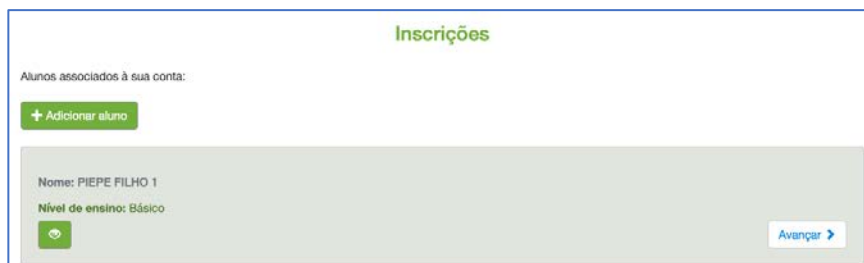 Inscrições
Alunos associados à sua conta:
+ Adicionar aluno
Nome: PIEPE FILHO 1
Nível de ensino: Básico
Avançar